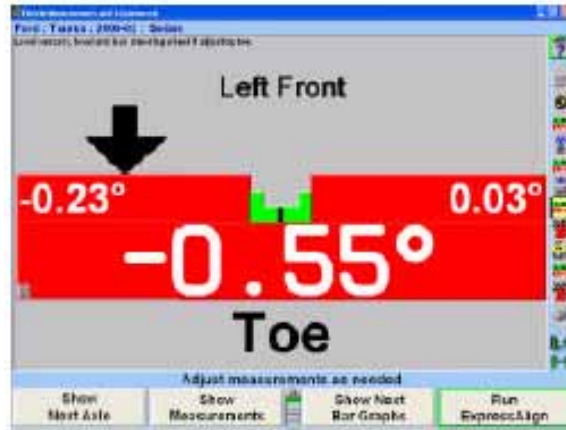 Ford : Taurus : 2000-02 : Sedan
Left Front
-0.23° 0.03°
-0.55°
Toe
Adjust measurements as needed
Show Next Axle
Show Measurements
Show Next Bar Graphs
Run ExpressAlign